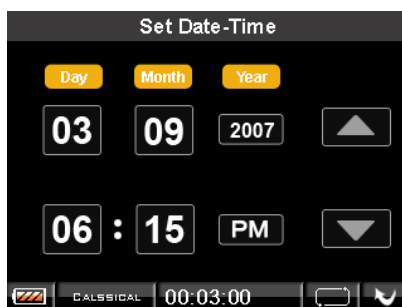 Set Date-Time
Day Month Year
03 09 2007
06 : 15 PM
CALSSICAL 00:03:00